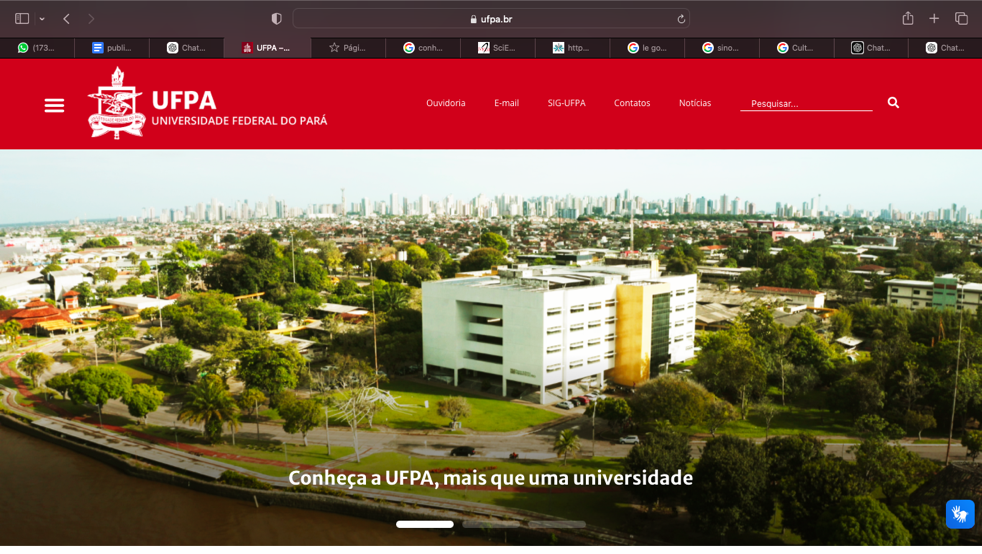 ufpa.br
(173...
publi...
Chat...
UFPA –...
Pági...
conh...
SciE...
http...
le go...
sino...
Cult...
Chat...
Chat...
UFPA
UNIVERSIDADE FEDERAL DO PARÁ
Ouvidoria
E-mail
SIG-UFPA
Contatos
Notícias
Pesquisar...
Conheça a UFPA, mais que uma universidade